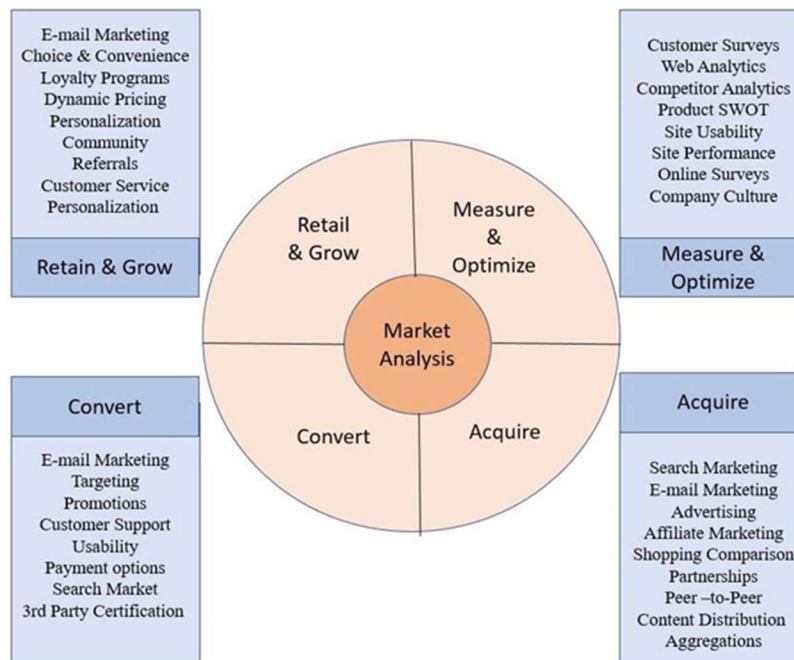 E-mail Marketing
Choice & Convenience
Loyalty Programs
Dynamic Pricing
Personalization
Community
Referrals
Customer Service
Personalization
Retain & Grow
Customer Surveys
Web Analytics
Competitor Analytics
Product SWOT
Site Usability
Site Performance
Online Surveys
Company Culture
Measure &
Optimize
Retail
& Grow
Measure
&
Optimize
Market
Analysis
Convert
Acquire
Convert
E-mail Marketing
Targeting
Promotions
Customer Support
Usability
Payment options
Search Market
3rd Party Certification
Acquire
Search Marketing
E-mail Marketing
Advertising
Affiliate Marketing
Shopping Comparison
Partnerships
Peer –to-Peer
Content Distribution
Aggregations